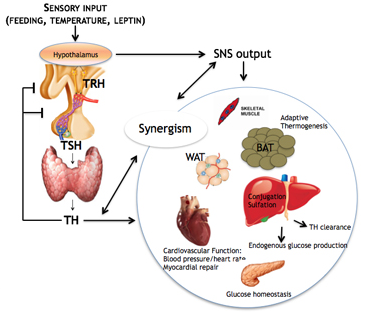 SENSORY INPUT
(FEEDING, TEMPERATURE, LEPTIN)
Hypothalamus
SNS output
TRH
SKELETAL
MUSCLE
Adaptive
Thermogenesis
TSH
Synergism
BAT
WAT
Conjugation
Sulfation
TH
TH clearance
Cardiovascular Function:
Blood pressure/heart rate
Myocardial repair
Endogenous glucose production
Glucose homeostasis